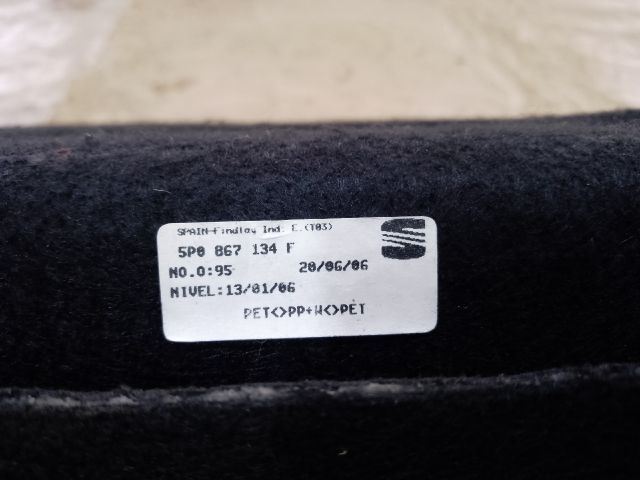 SPAIN-Findlay Ind. E.(T03)
5P0 867 134 F
NO.O:95 20/06/06
NIVEL:13/01/06
PET<>PP+W<>PET